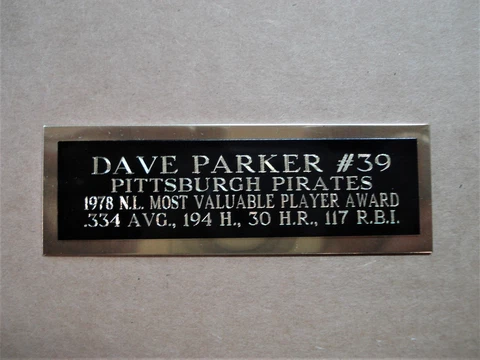 DAVE PARKER #39
PITTSBURGH PIRATES
1978 N.L. MOST VALUABLE PLAYER AWARD
.334 AVG., 194 H., 30 H.R., 117 R.B.I.